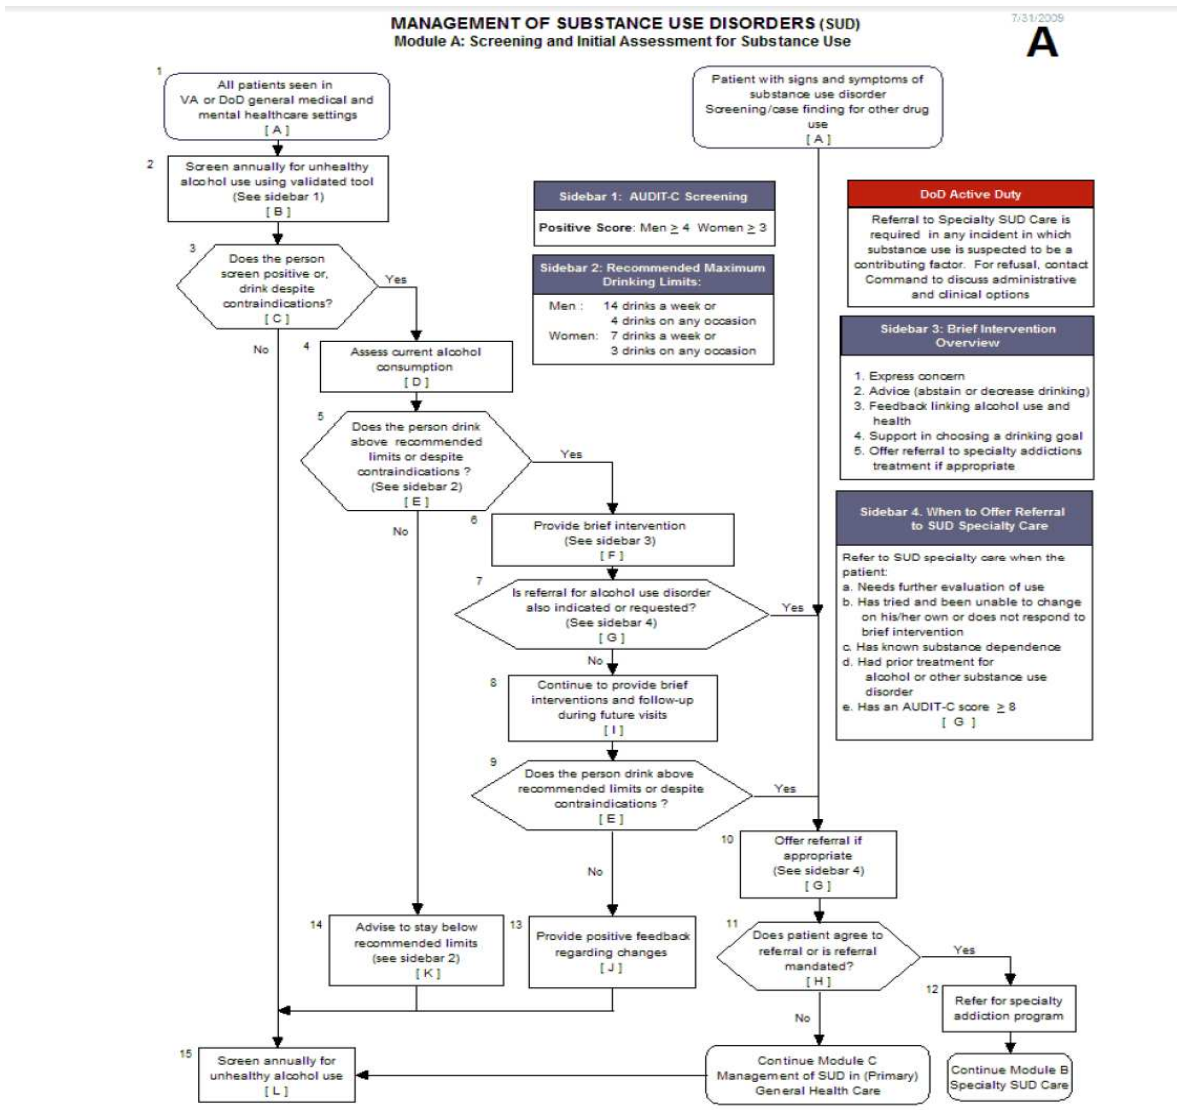 MANAGEMENT OF SUBSTANCE USE DISORDERS (SUD)
Module A: Screening and Initial Assessment for Substance Use
7/31/2009
A
1
All patients seen in
VA or DoD general medical and
mental healthcare settings
[ A ]
Patient with signs and symptoms of
substance use disorder
Screening/case finding for other drug
use
[ A ]
2
Screen annually for unhealthy
alcohol use using validated tool
(See sidebar 1)
[ B ]
3
Does the person
screen positive or,
drink despite
contraindications?
[ C ]
Yes
No
Sidebar 1: AUDIT-C Screening
Positive Score: Men ≥ 4 Women ≥ 3
Sidebar 2: Recommended Maximum
Drinking Limits:
Men : 14 drinks a week or
4 drinks on any occasion
Women: 7 drinks a week or
3 drinks on any occasion
DoD Active Duty
Referral to Specialty SUD Care is
required in any incident in which
substance use is suspected to be a
contributing factor. For refusal, contact
Command to discuss administrative
and clinical options
Sidebar 3: Brief Intervention
Overview
1. Express concern
2. Advice (abstain or decrease drinking)
3. Feedback linking alcohol use and
health
4. Support in choosing a drinking goal
5. Offer referral to specialty addictions
treatment if appropriate
4
Assess current alcohol
consumption
[ D ]
5
Does the person drink
above recommended
limits or despite
contraindications ?
(See sidebar 2)
[ E ]
Yes
No
6
Provide brief intervention
(See sidebar 3)
[ F ]
7
Is referral for alcohol use disorder
also indicated or requested?
(See sidebar 4)
[ G ]
Yes
No
Sidebar 4. When to Offer Referral
to SUD Specialty Care
Refer to SUD specialty care when the
patient:
a. Needs further evaluation of use
b. Has tried and been unable to change
on his/her own or does not respond to
brief intervention
c. Has known substance dependence
d. Had prior treatment for
alcohol or other substance use
disorder
e. Has an AUDIT-C score ≥ 8
[ G ]
8
Continue to provide brief
interventions and follow-up
during future visits
[ I ]
9
Does the person drink above
recommended limits or despite
contraindications ?
[ E ]
Yes
No
10
Offer referral if
appropriate
(See sidebar 4)
[ G ]
11
Does patient agree to
referral or is referral
mandated?
[ H ]
Yes
No
12
Refer for specialty
addiction program
14
Advise to stay below
recommended limits
(see sidebar 2)
[ K ]
13
Provide positive feedback
regarding changes
[ J ]
15
Screen annually for
unhealthy alcohol use
[ L ]
Continue Module C
Management of SUD in (Primary)
General Health Care
Continue Module B
Specialty SUD Care